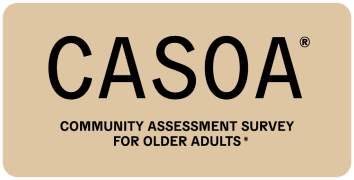 CASOA®
COMMUNITY ASSESSMENT SURVEY
FOR OLDER ADULTS®